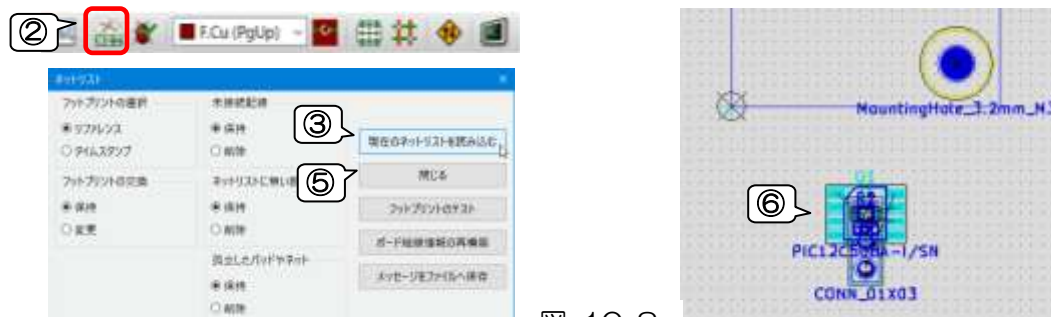 ②
F.Cu (PgUp)
ネットリスト
フットプリントの選択
未接続配線
リファレンス
保持
③
現在のネットリストを読み込む
タイムスタンプ
削除
⑤
閉じる
フットプリントの交換
ネットリストに無い
保持
保持
フットプリントのテスト
変更
削除
ボード接続情報の再構築
孤立したパッドやネット
メッセージをファイルへ保存
保持
削除
MountingHole_3.2mm_M3
⑥
U1
PIC12C508A-I/SN
CONN_01X03